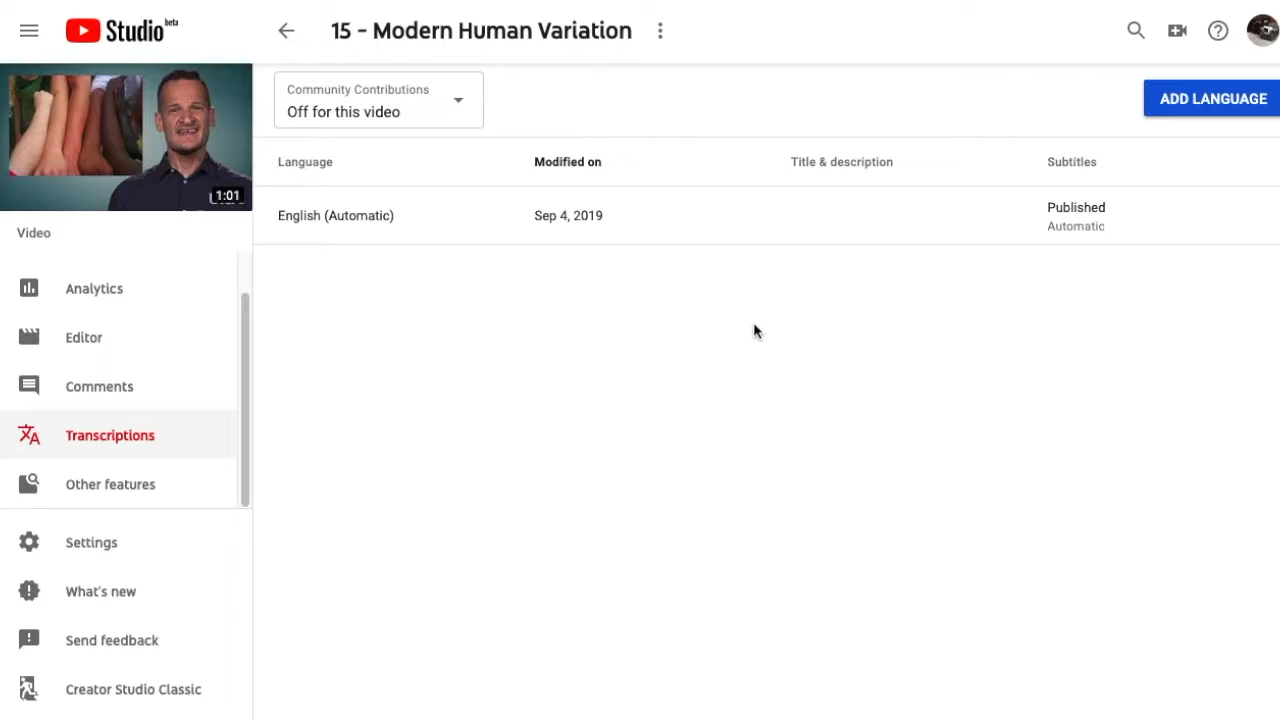 Studio beta
15 - Modern Human Variation
Community Contributions
Off for this video
ADD LANGUAGE
Language Modified on Title & description Subtitles
English (Automatic) Sep 4, 2019 Published
Automatic
1:01
Video
Analytics
Editor
Comments
Transcriptions
Other features
Settings
What's new
Send feedback
Creator Studio Classic